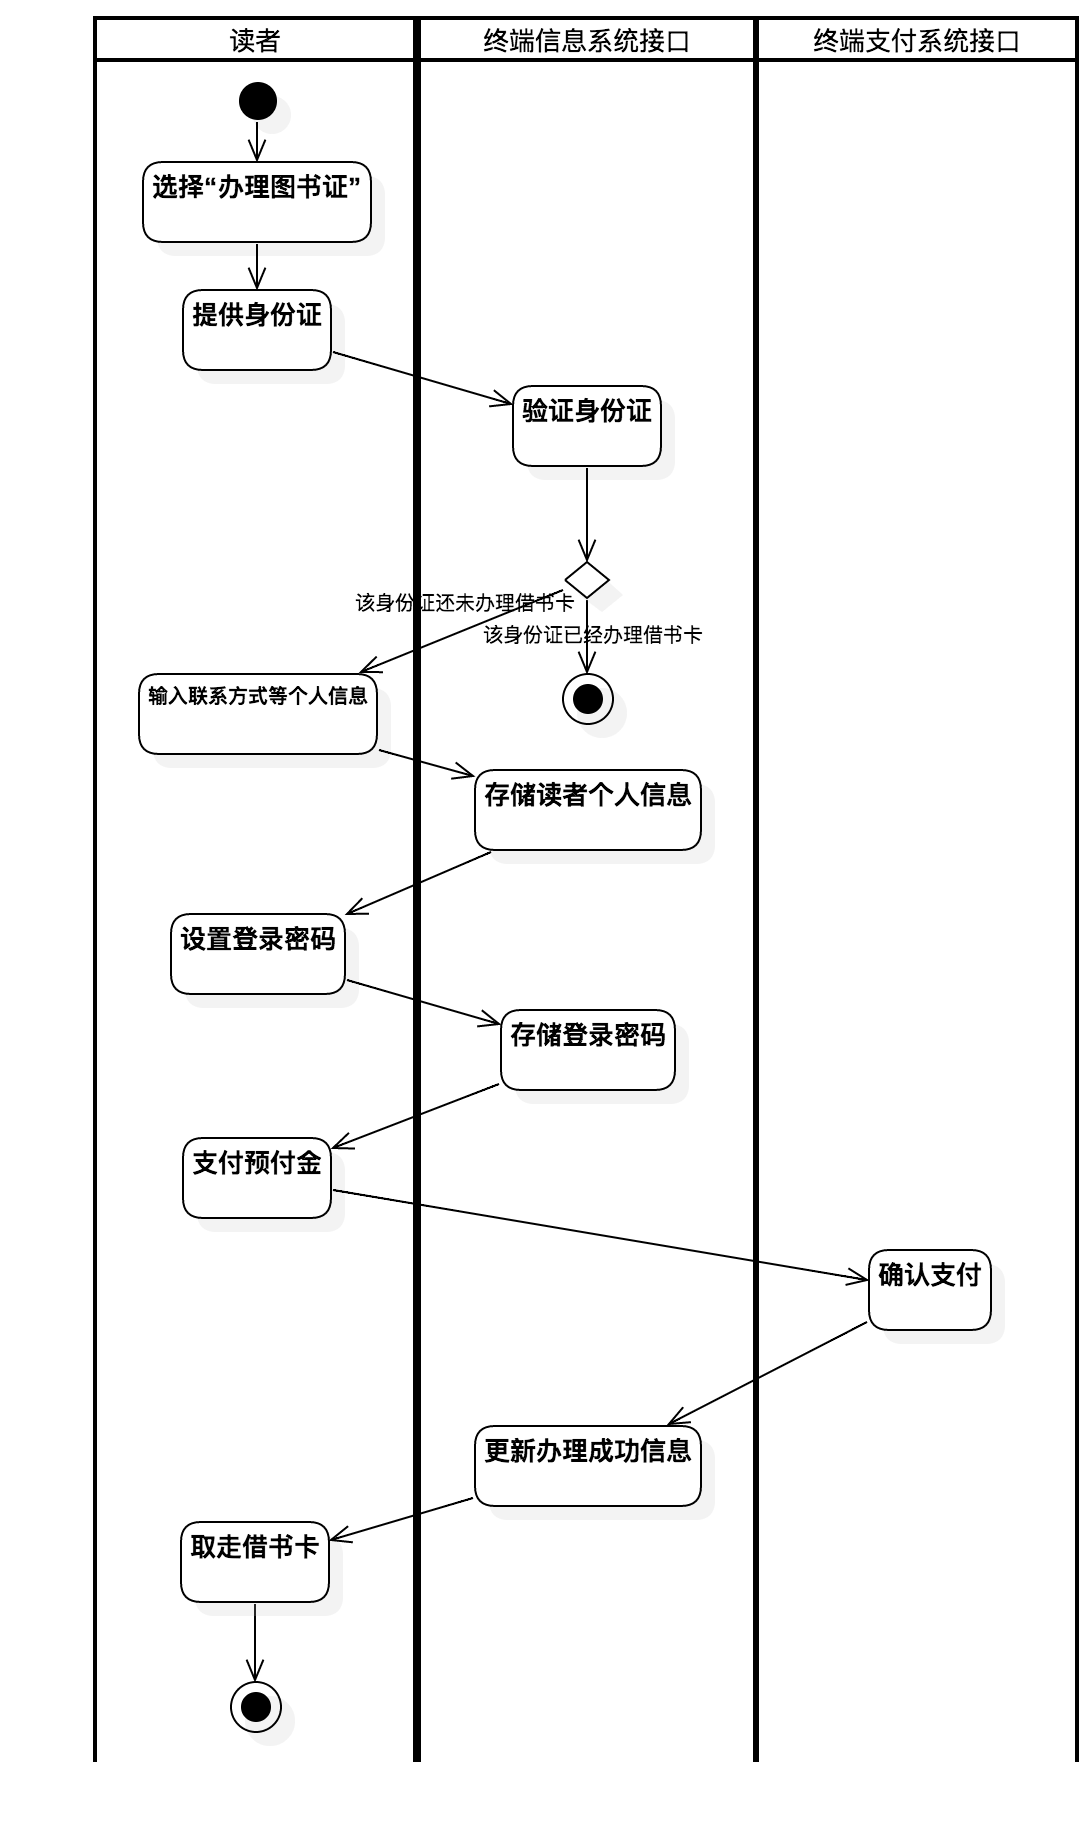 读者
终端信息系统接口
终端支付系统接口
选择“办理图书证”
提供身份证
验证身份证
该身份证还未办理借书卡
该身份证已经办理借书卡
输入联系方式等个人信息
存储读者个人信息
设置登录密码
存储登录密码
支付预付金
确认支付
更新办理成功信息
取走借书卡